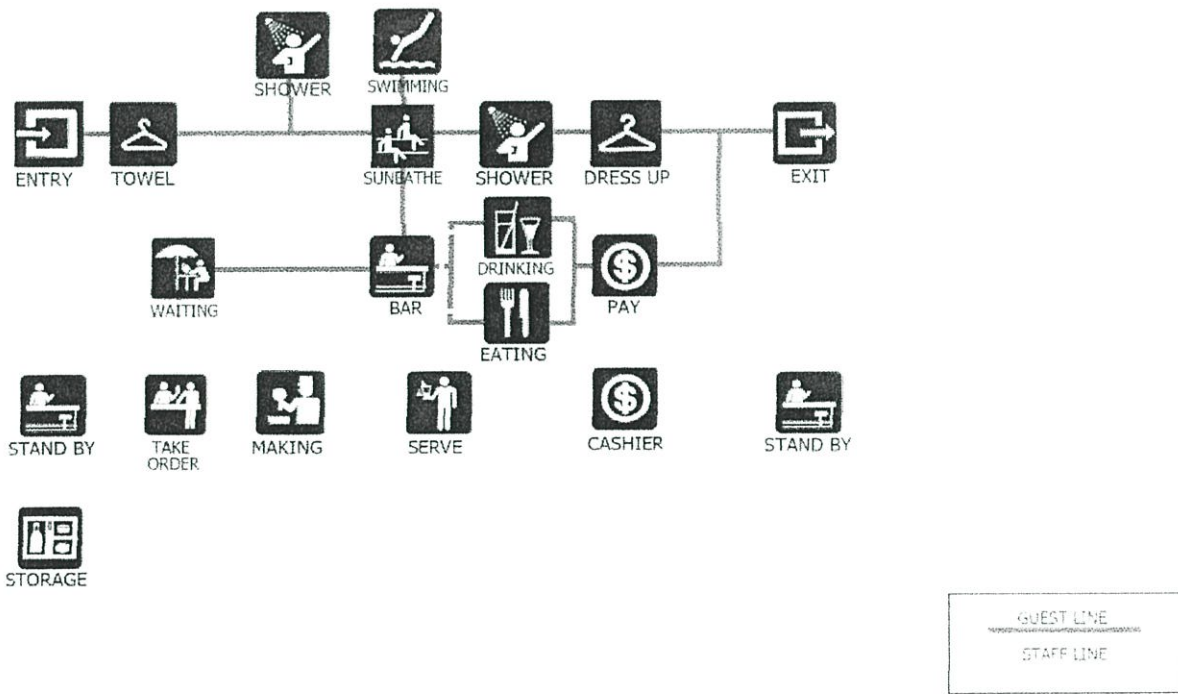 SHOWER
SWIMMING
ENTRY
TOWEL
SUNBATHE
SHOWER
DRESS UP
EXIT
WAITING
BAR
DRINKING
EATING
PAY
STAND BY
TAKE
ORDER
MAKING
SERVE
CASHIER
STAND BY
STORAGE
GUEST LINE
STAFF LINE